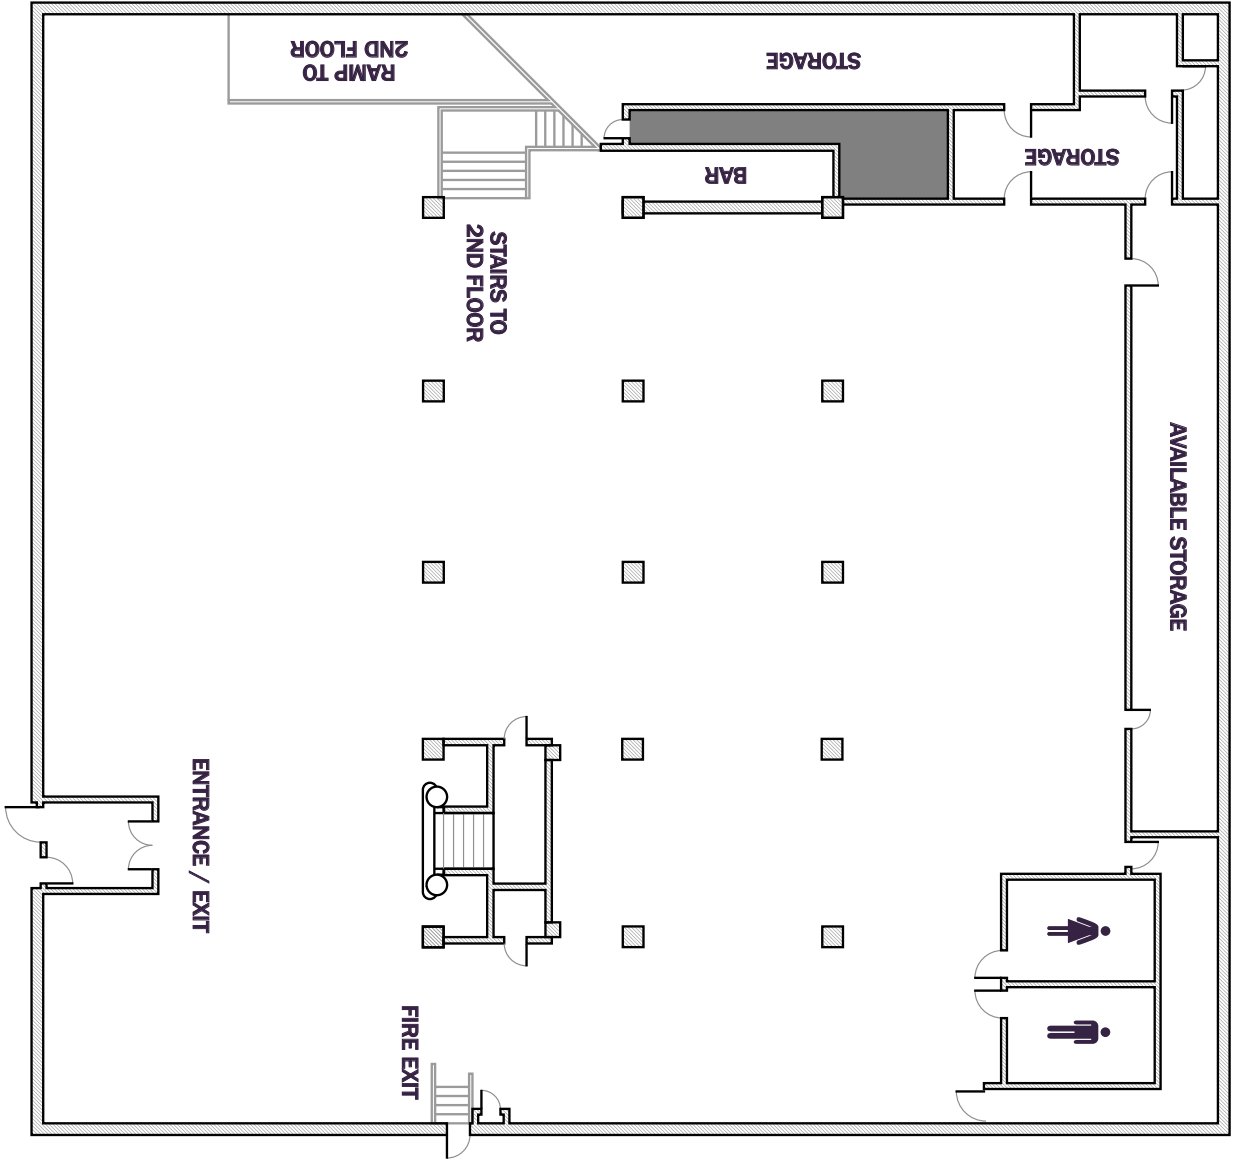 RAMP TO
2ND FLOOR
STORAGE
STORAGE
BAR
STAIRS TO
2ND FLOOR
AVAILABLE STORAGE
ENTRANCE / EXIT
FIRE EXIT